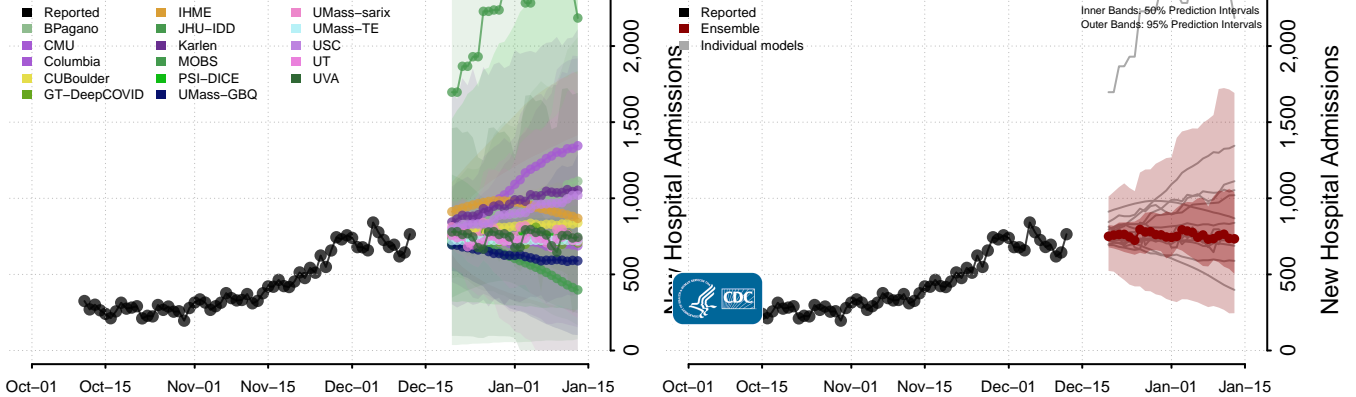 Reported
BPagano
CMU
Columbia
CUBoulder
GT−DeepCOVID
IHME
JHU−IDD
Karlen
MOBS
PSI−DICE
UMass−GBQ
UMass−sarix
UMass−TE
USC
UT
UVA
2,000
1,500
1,000
500
0
New Hospital Admissions
Oct−01 Oct−15 Nov−01 Nov−15 Dec−01 Dec−15 Jan−01 Jan−15
Reported
Ensemble
Individual models
Inner Bands: 50% Prediction Intervals
Outer Bands: 95% Prediction Intervals
CDC
2,000
1,500
1,000
500
0
New Hospital Admissions
Oct−01 Oct−15 Nov−01 Nov−15 Dec−01 Dec−15 Jan−01 Jan−15